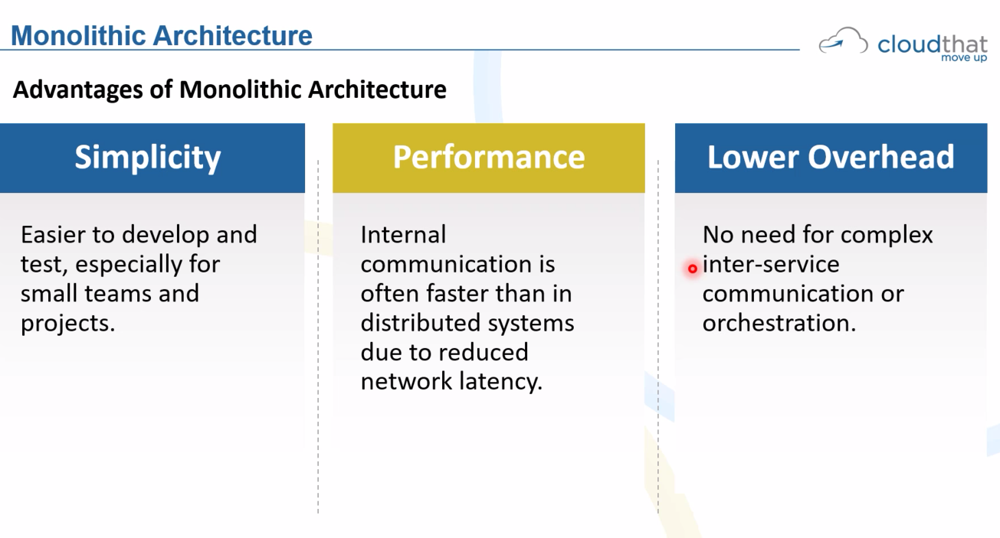 Monolithic Architecture
cloudthat
move up
Advantages of Monolithic Architecture
Simplicity
Easier to develop and
test, especially for
small teams and
projects.
Performance
Internal
communication is
often faster than in
distributed systems
due to reduced
network latency.
Lower Overhead
No need for complex
inter-service
communication or
orchestration.